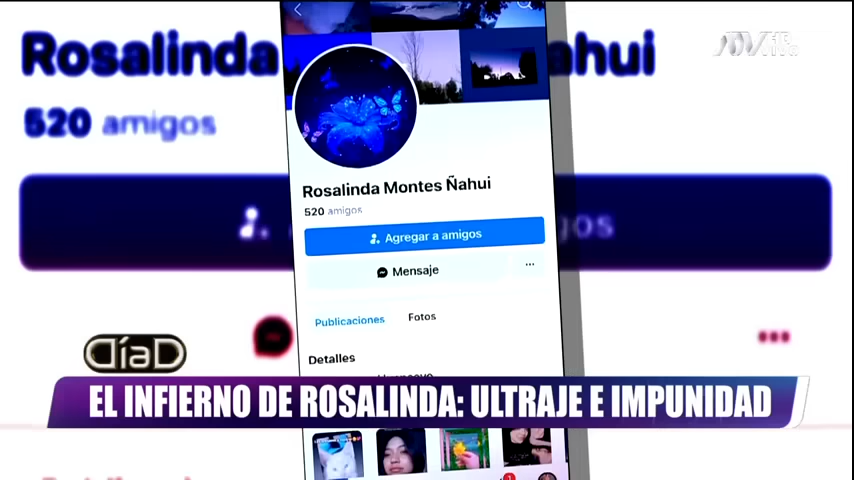 Rosalinda
ahui
520 amigos
Rosalinda Montes Ñahui
520 amigos
Agregar a amigos
gos
Mensaje
Publicaciones
Fotos
Detalles
DíaD
EL INFIERNO DE ROSALINDA: ULTRAJE E IMPUNIDAD